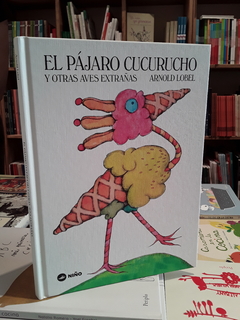 EL PÁJARO CUCURUCHO
Y OTRAS AVES EXTRAÑAS ARNOLD LOBEL
NIÑO